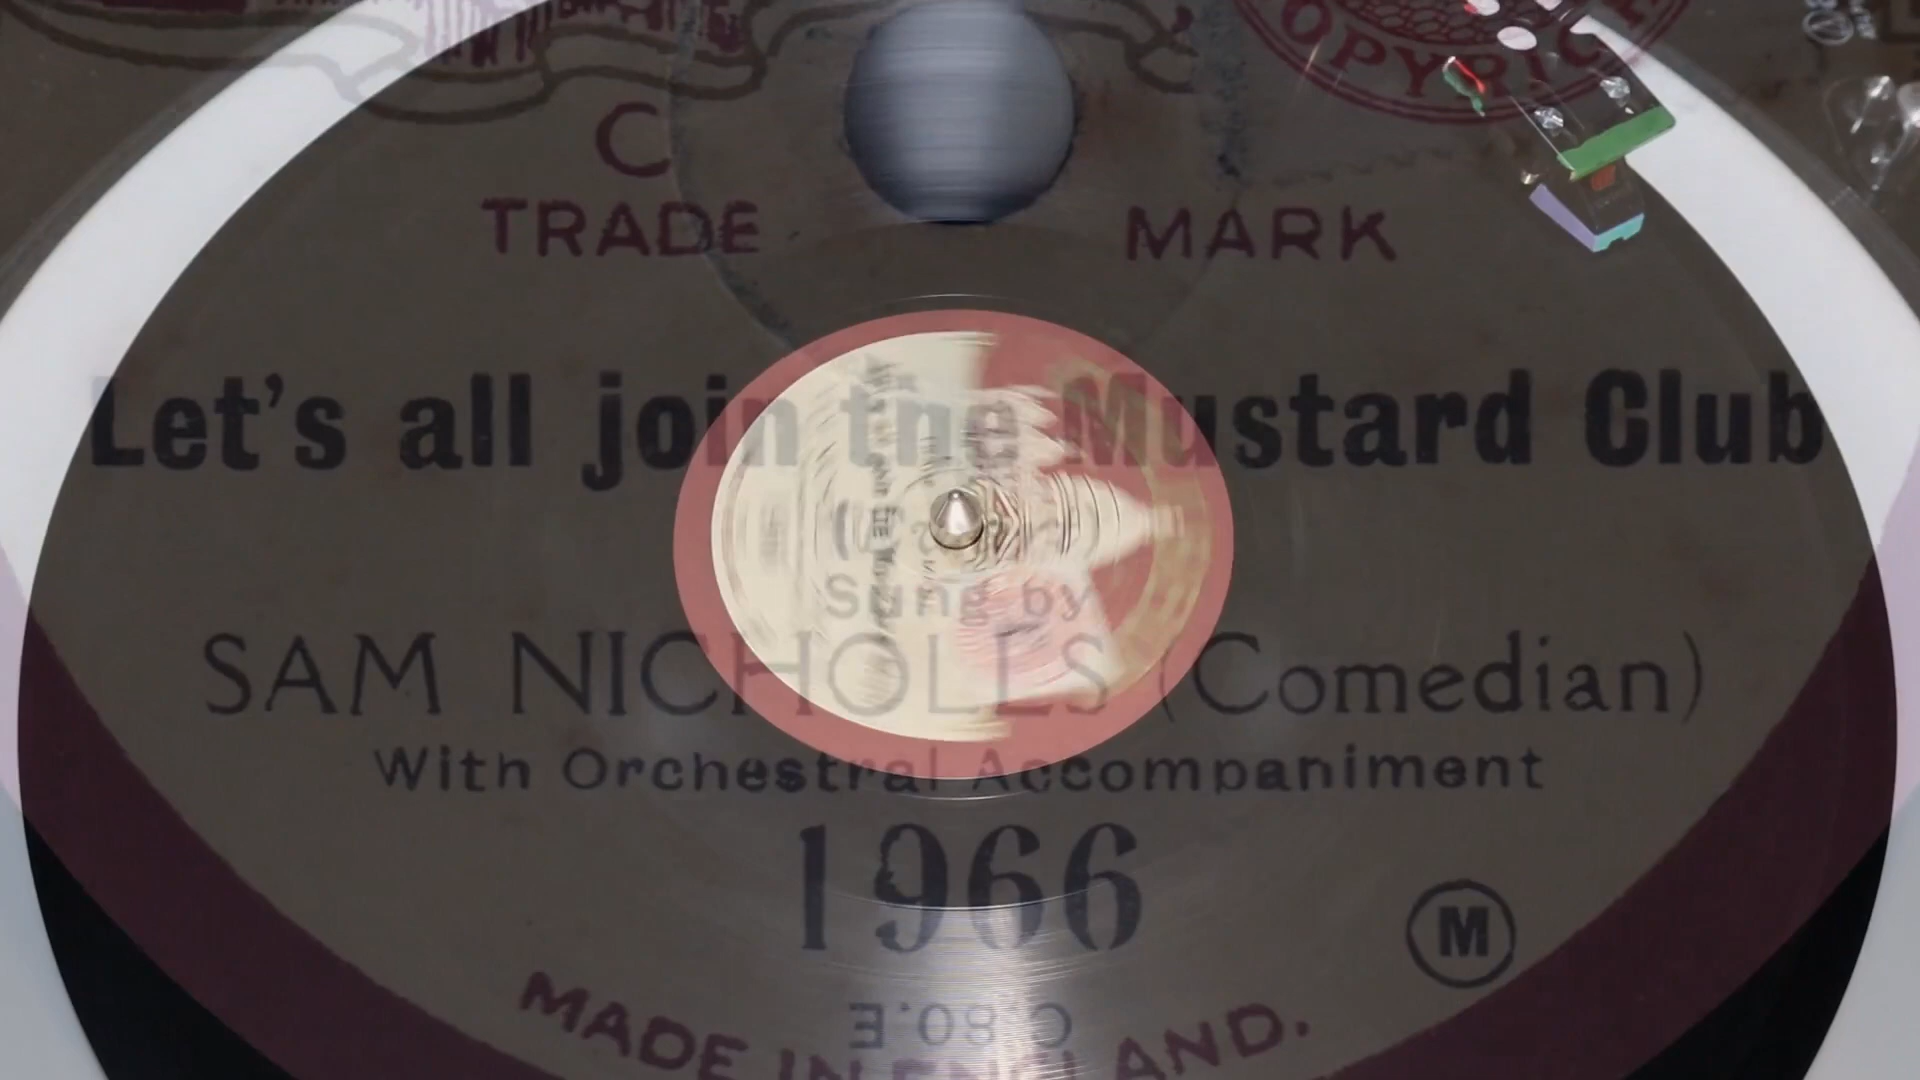 COPYRIG
C
TRADE MARK
Let's all join the Mustard Club
Sung by
SAM NICHOLLS (Comedian)
With Orchestral Accompaniment
1966
M
C.80.E
MADE IN ENGLAND.